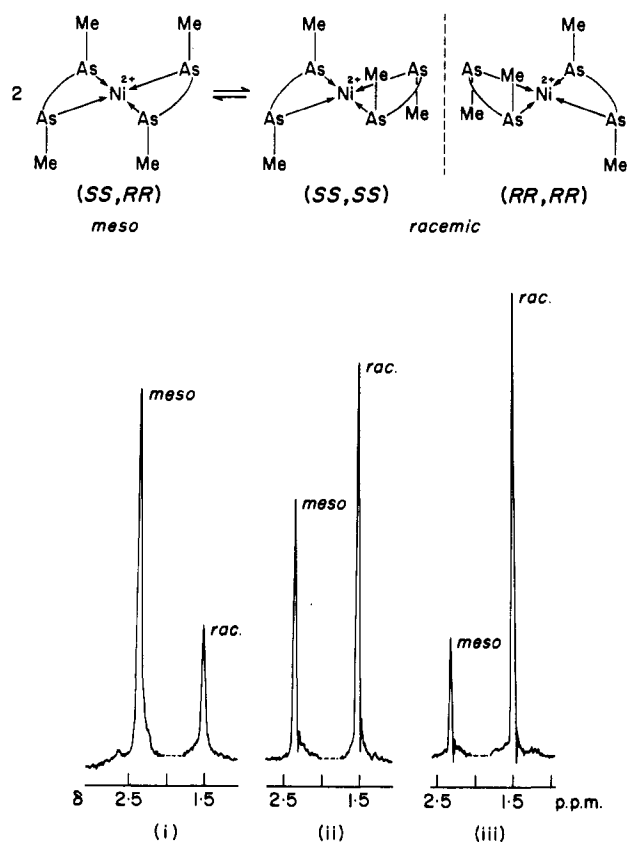 Me Me Me Me
As As As 2+ Me As As Me 2+ As
2 Ni 2+ ⇌ Ni Ni
As As As As Me Me As As
Me Me Me Me
(SS,RR) (SS,SS) (RR,RR)
meso racemic
rac.
rac.
meso
meso
rac.
meso
δ 2·5 1·5 2·5 1·5 2·5 1·5 p.p.m.
(i) (ii) (iii)